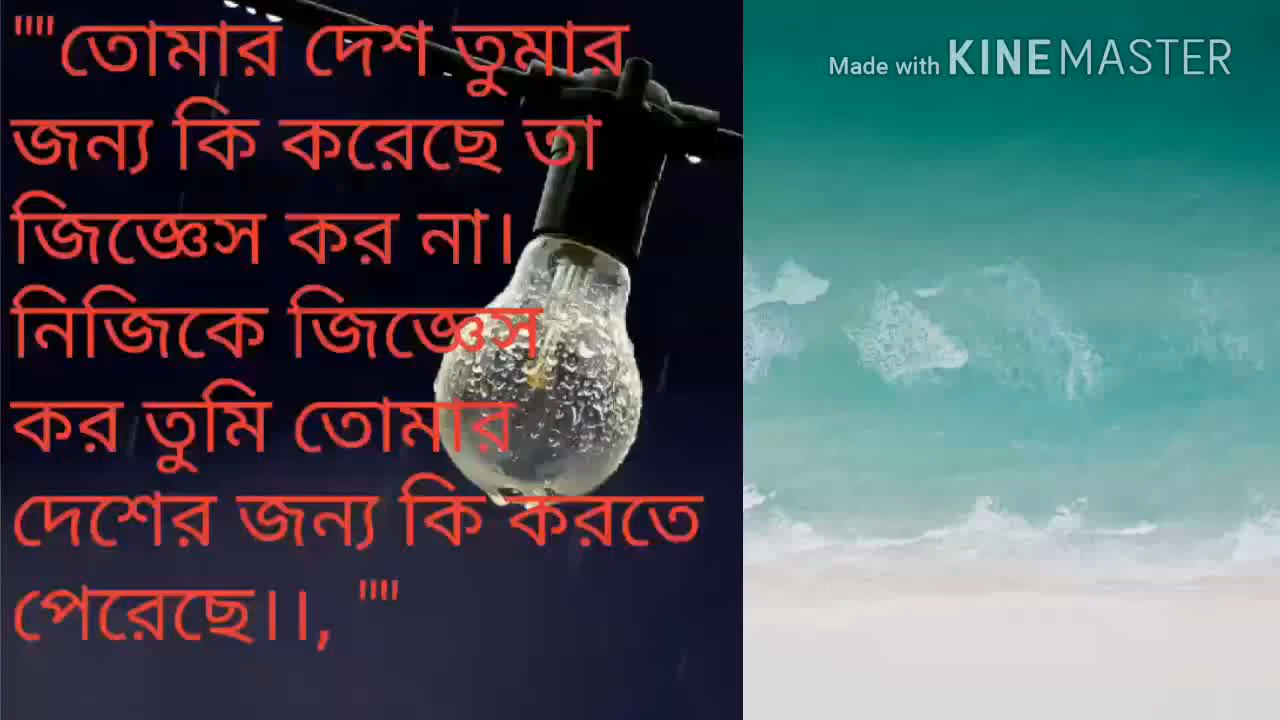 ""তোমার দেশ তুমার
জন্য কি করেছে তা
জিজ্ঞেস কর না।
নিজিকে জিজ্ঞেস
কর তুমি তোমার
দেশের জন্য কি করতে
পেরেছে।।, ""
Made with KINEMASTER